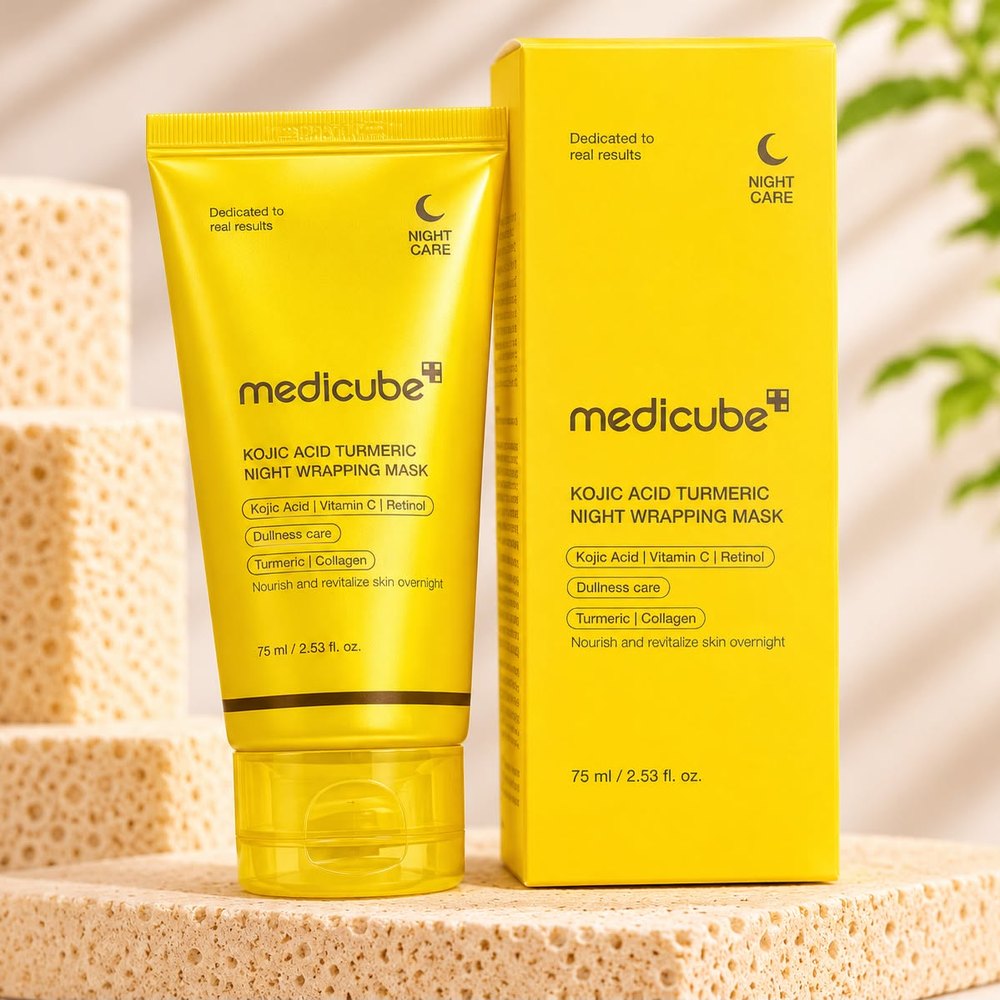 Dedicated to
real results
NIGHT
CARE
medicube
KOJIC ACID TURMERIC
NIGHT WRAPPING MASK
Kojic Acid | Vitamin C | Retinol
Dullness care
Turmeric | Collagen
Nourish and revitalize skin overnight
75 ml / 2.53 fl. oz.
Dedicated to
real results
NIGHT
CARE
medicube
KOJIC ACID TURMERIC
NIGHT WRAPPING MASK
Kojic Acid | Vitamin C | Retinol
Dullness care
Turmeric | Collagen
Nourish and revitalize skin overnight
75 ml / 2.53 fl. oz.